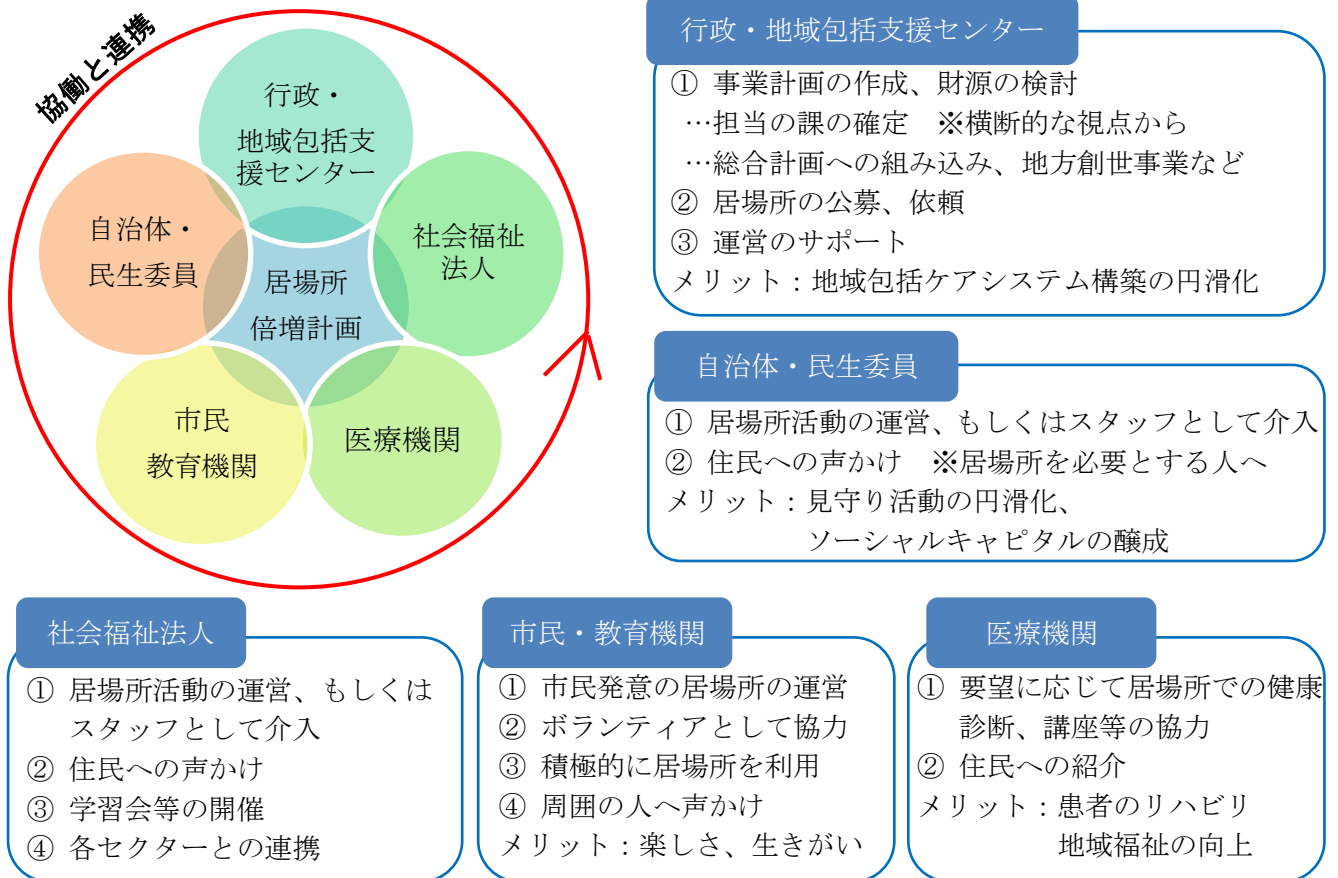 協働と連携
行政・
地域包括支
援センター
自治体・
民生委員
社会福祉
法人
居場所
倍増計画
市民
教育機関
医療機関
行政・地域包括支援センター
① 事業計画の作成、財源の検討
…担当の課の確定　※横断的な視点から
…総合計画への組み込み、地方創世事業など
② 居場所の公募、依頼
③ 運営のサポート
メリット：地域包括ケアシステム構築の円滑化
自治体・民生委員
① 居場所活動の運営、もしくはスタッフとして介入
② 住民への声かけ　※居場所を必要とする人へ
メリット：見守り活動の円滑化、
ソーシャルキャピタルの醸成
社会福祉法人
① 居場所活動の運営、もしくは
スタッフとして介入
② 住民への声かけ
③ 学習会等の開催
④ 各セクターとの連携
市民・教育機関
① 市民発意の居場所の運営
② ボランティアとして協力
③ 積極的に居場所を利用
④ 周囲の人へ声かけ
メリット：楽しさ、生きがい
医療機関
① 要望に応じて居場所での健康
診断、講座等の協力
② 住民への紹介
メリット：患者のリハビリ
地域福祉の向上